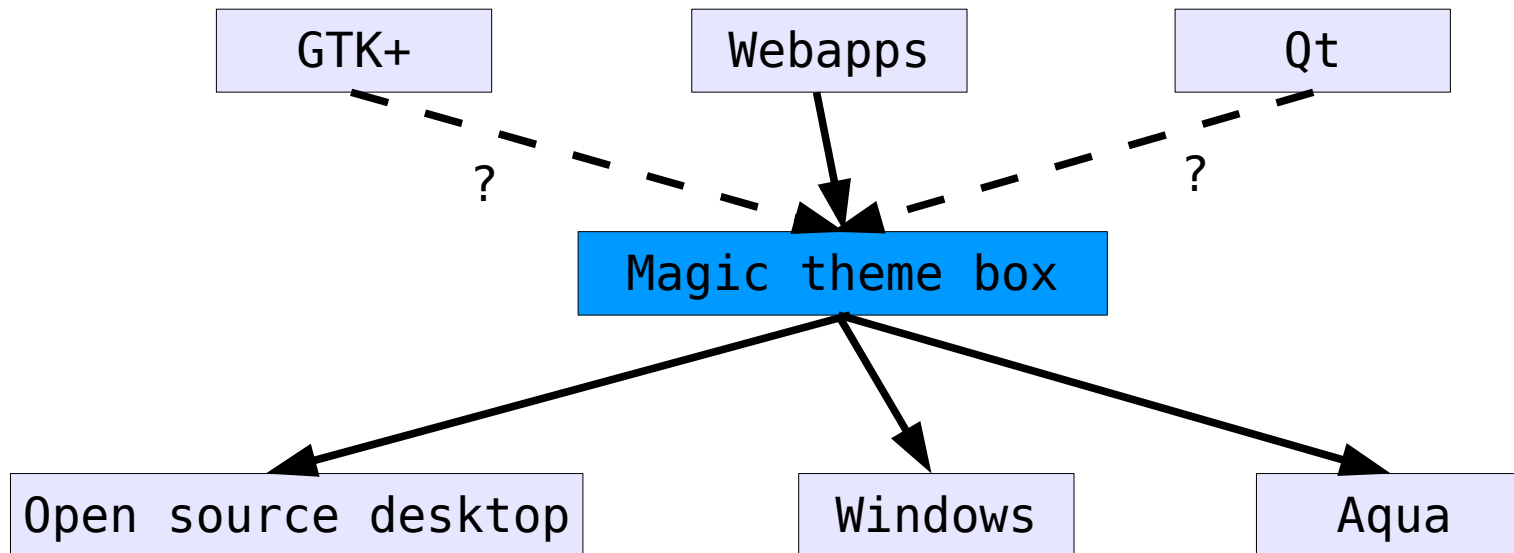 GTK+
Webapps
Qt
?
?
Magic theme box
Open source desktop
Windows
Aqua